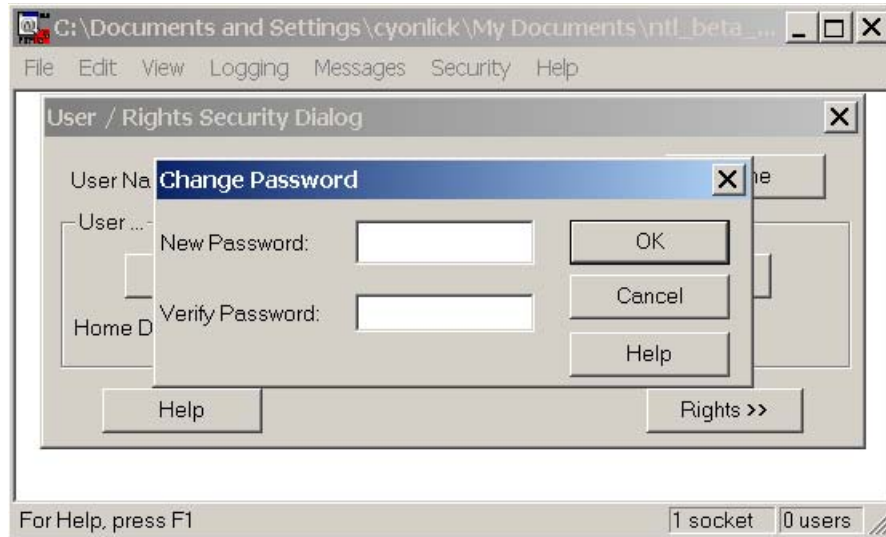 C:\Documents and Settings\cyonlick\My Documents\ntl_beta_...
File Edit View Logging Messages Security Help
User / Rights Security Dialog
User Na
Change Password
User ...
New Password:
OK
Verify Password:
Cancel
Home D
Help
Help
Rights >>
For Help, press F1
1 socket
0 users